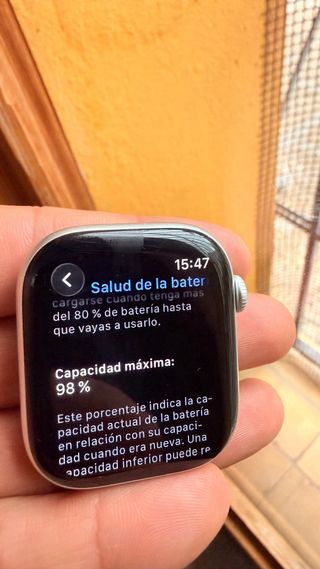 15:47
Salud de la bater
cargarse cuando tenga más
del 80 % de batería hasta
que vayas a usarlo.
Capacidad máxima:
98 %
Este porcentaje indica la ca-
pacidad actual de la batería
en relación con su capaci-
dad cuando era nueva. Una
capacidad inferior puede re